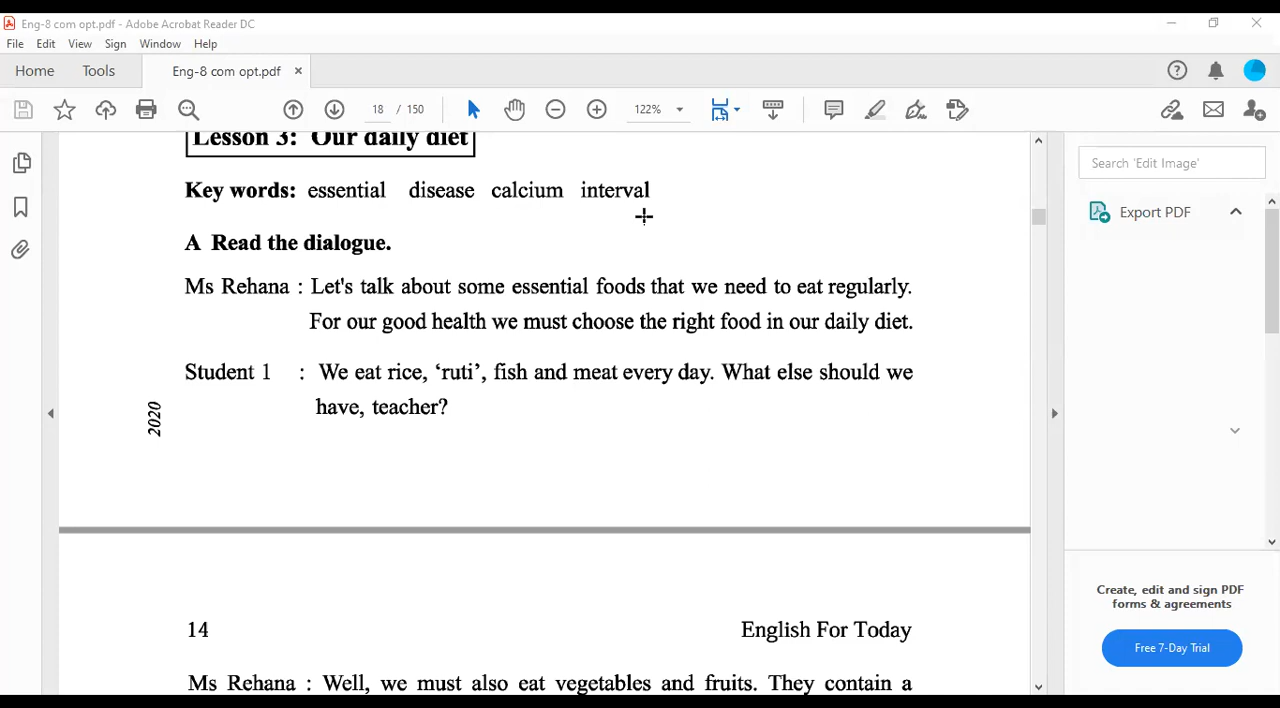 Eng-8 com opt.pdf - Adobe Acrobat Reader DC
File Edit View Sign Window Help
Home Tools Eng-8 com opt.pdf ×
18 / 150 122%
Lesson 3: Our daily diet
Key words: essential disease calcium interval
A Read the dialogue.
Ms Rehana : Let's talk about some essential foods that we need to eat regularly.
For our good health we must choose the right food in our daily diet.
Student 1 : We eat rice, ‘ruti’, fish and meat every day. What else should we
have, teacher?
2020
14 English For Today
Ms Rehana : Well, we must also eat vegetables and fruits. They contain a
Search 'Edit Image'
Export PDF
Create, edit and sign PDF
forms & agreements
Free 7-Day Trial